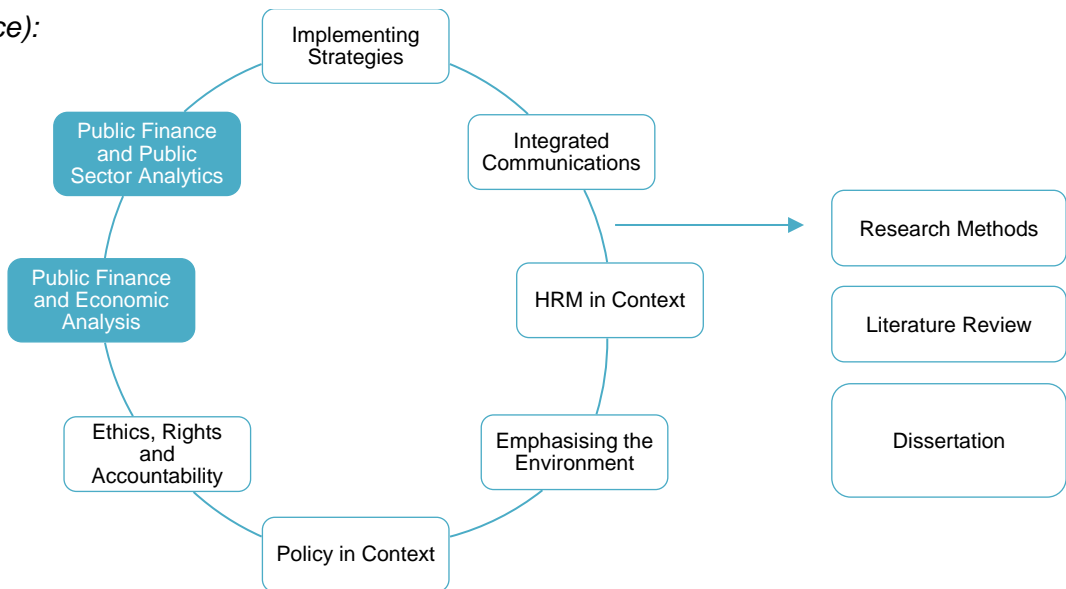 ce):
Implementing
Strategies
Public Finance
and Public
Sector Analytics
Integrated
Communications
Research Methods
Public Finance
and Economic
Analysis
HRM in Context
Literature Review
Ethics, Rights
and
Accountability
Emphasising the
Environment
Dissertation
Policy in Context